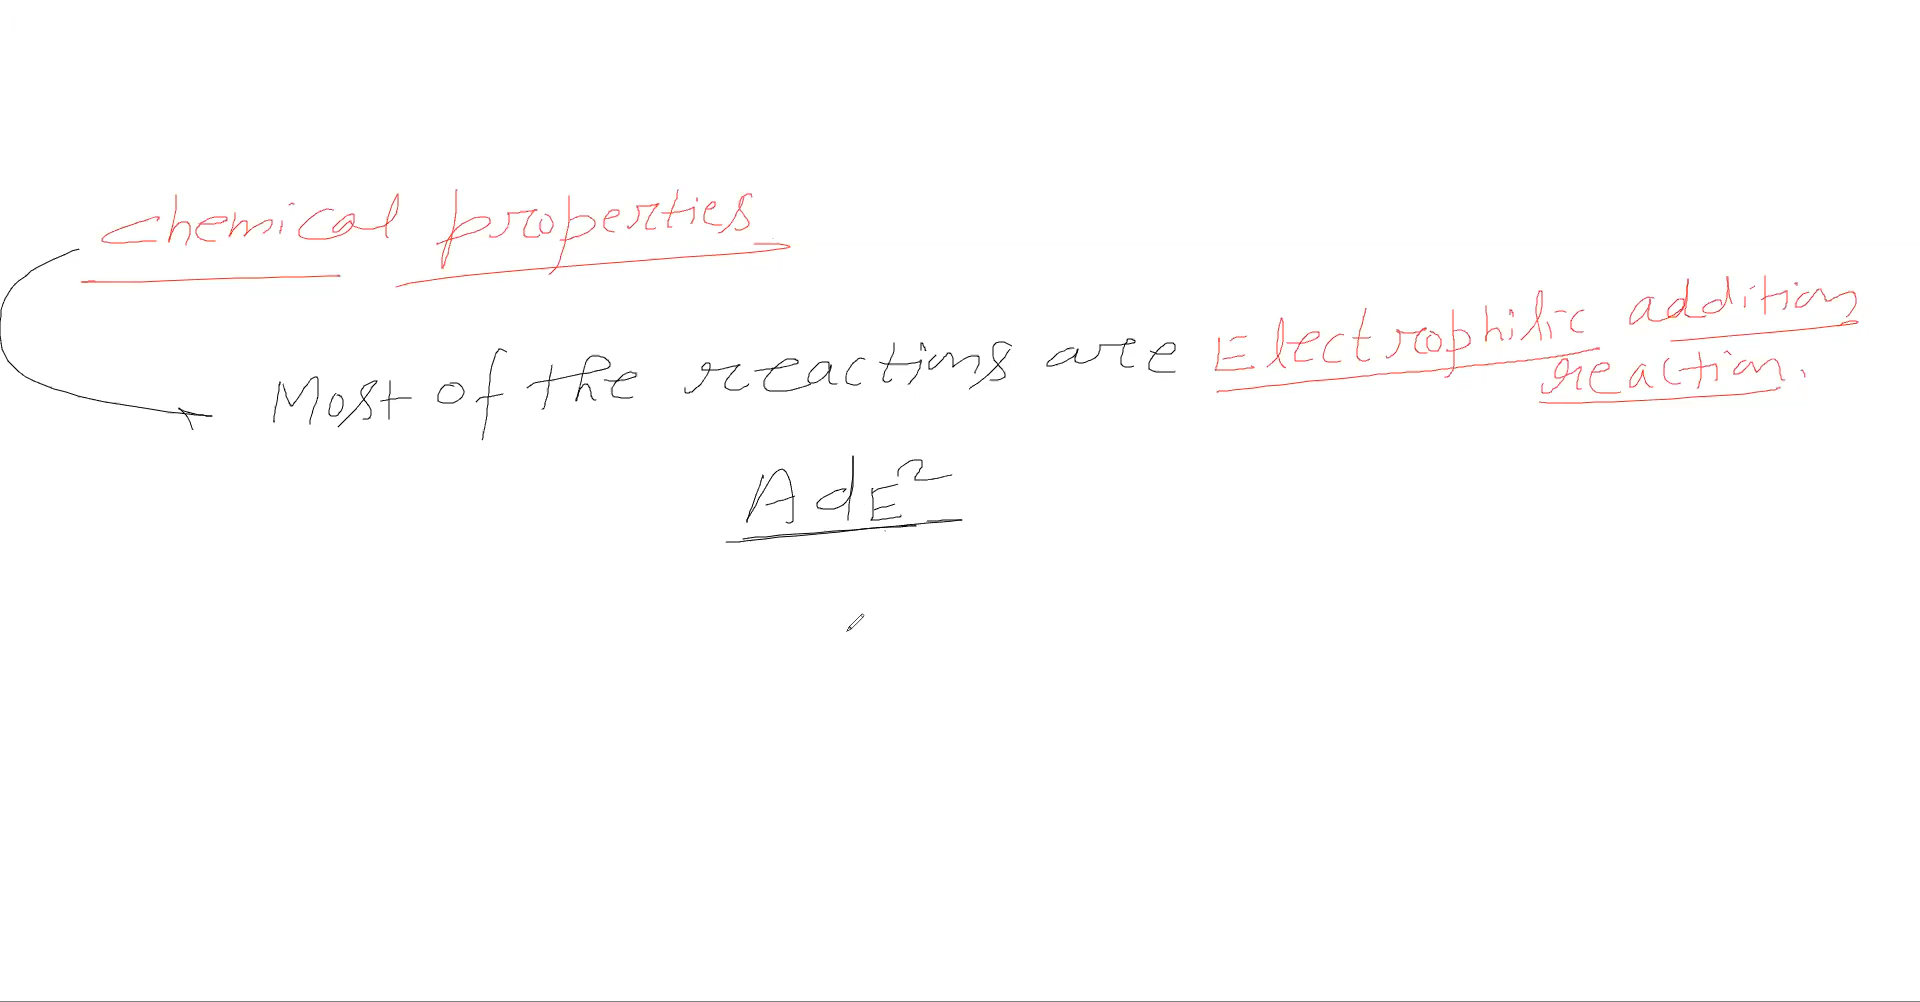 chemical properties
Most of the reactions are Electrophilic addition
reaction.
AdE²